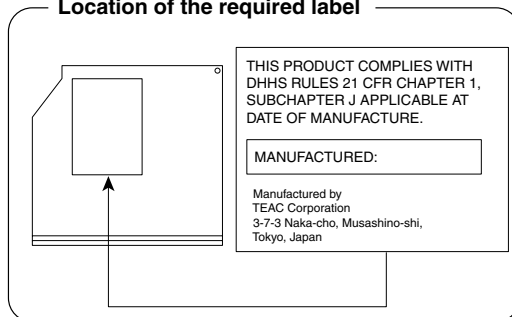 Location of the required label
THIS PRODUCT COMPLIES WITH
DHHS RULES 21 CFR CHAPTER 1,
SUBCHAPTER J APPLICABLE AT
DATE OF MANUFACTURE.
MANUFACTURED:
Manufactured by
TEAC Corporation
3-7-3 Naka-cho, Musashino-shi,
Tokyo, Japan